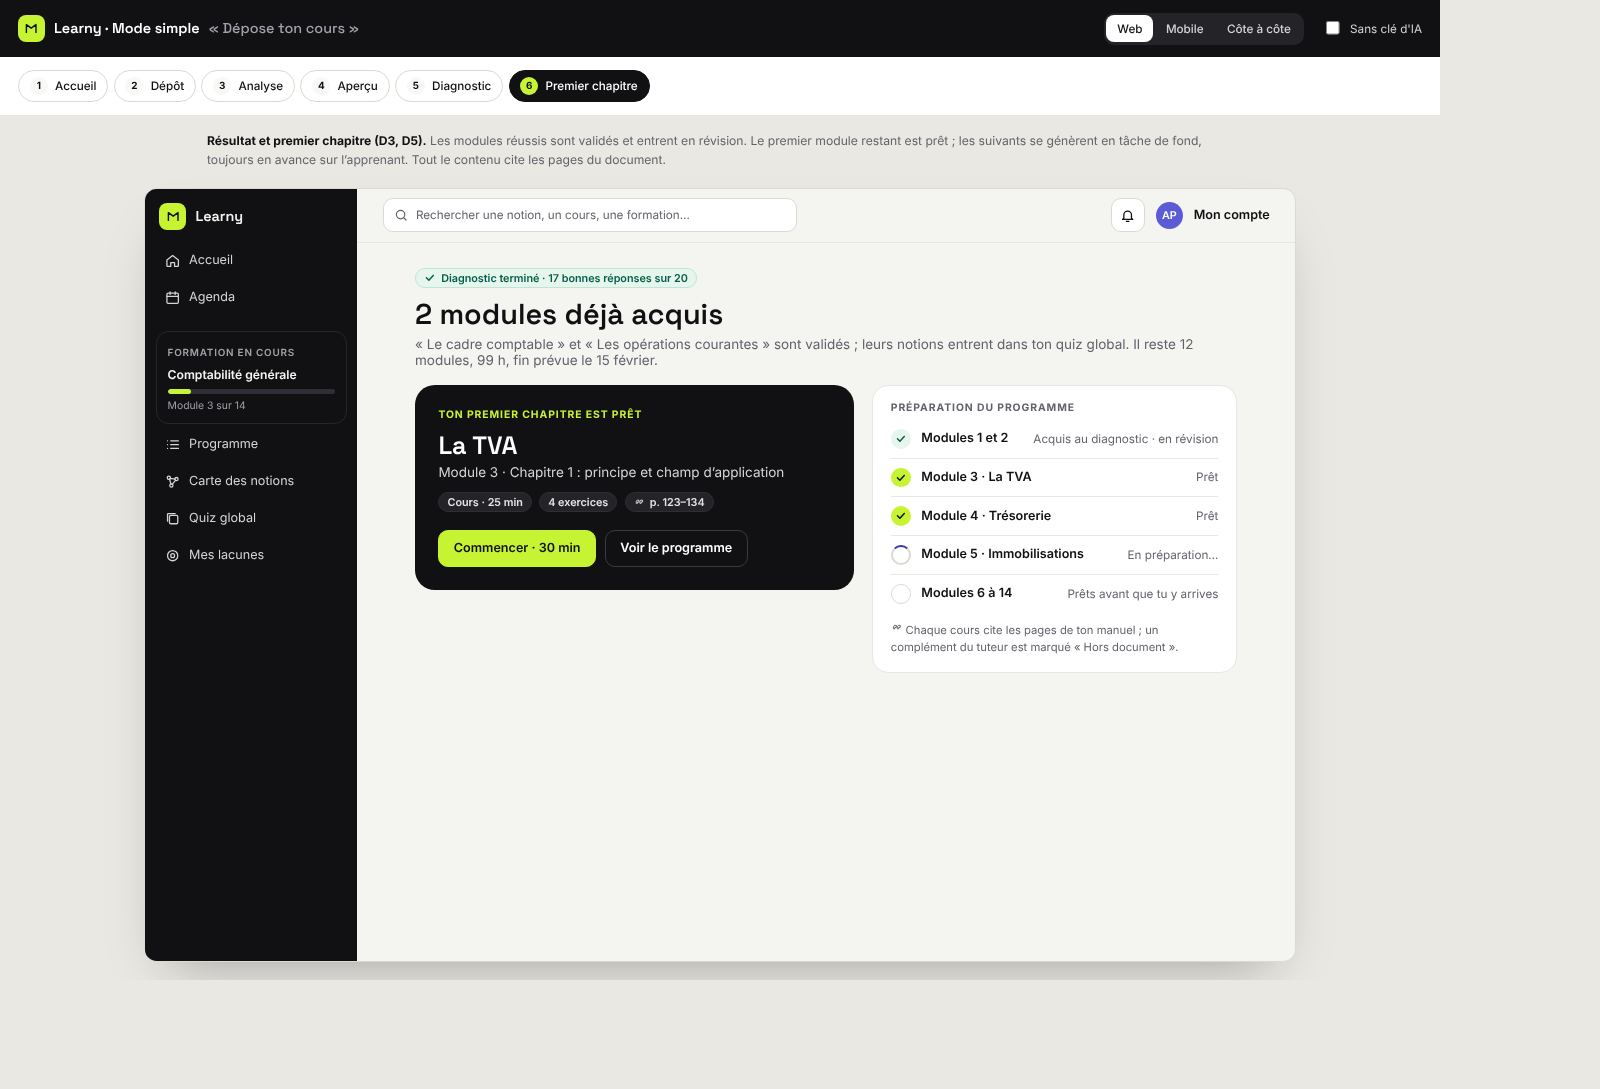 Learny · Mode simple « Dépose ton cours »
Web Mobile Côte à côte Sans clé d'IA
1 Accueil 2 Dépôt 3 Analyse 4 Aperçu 5 Diagnostic 6 Premier chapitre
Résultat et premier chapitre (D3, D5). Les modules réussis sont validés et entrent en révision. Le premier module restant est prêt ; les suivants se génèrent en tâche de fond,
toujours en avance sur l’apprenant. Tout le contenu cite les pages du document.
Learny
Accueil
Agenda
FORMATION EN COURS
Comptabilité générale
Module 3 sur 14
Programme
Carte des notions
Quiz global
Mes lacunes
Rechercher une notion, un cours, une formation…
AP Mon compte
Diagnostic terminé · 17 bonnes réponses sur 20
2 modules déjà acquis
« Le cadre comptable » et « Les opérations courantes » sont validés ; leurs notions entrent dans ton quiz global. Il reste 12
modules, 99 h, fin prévue le 15 février.
TON PREMIER CHAPITRE EST PRÊT
La TVA
Module 3 · Chapitre 1 : principe et champ d’application
Cours · 25 min 4 exercices p. 123–134
Commencer · 30 min Voir le programme
PRÉPARATION DU PROGRAMME
Modules 1 et 2 Acquis au diagnostic · en révision
Module 3 · La TVA Prêt
Module 4 · Trésorerie Prêt
Module 5 · Immobilisations En préparation…
Modules 6 à 14 Prêts avant que tu y arrives
Chaque cours cite les pages de ton manuel ; un
complément du tuteur est marqué « Hors document ».